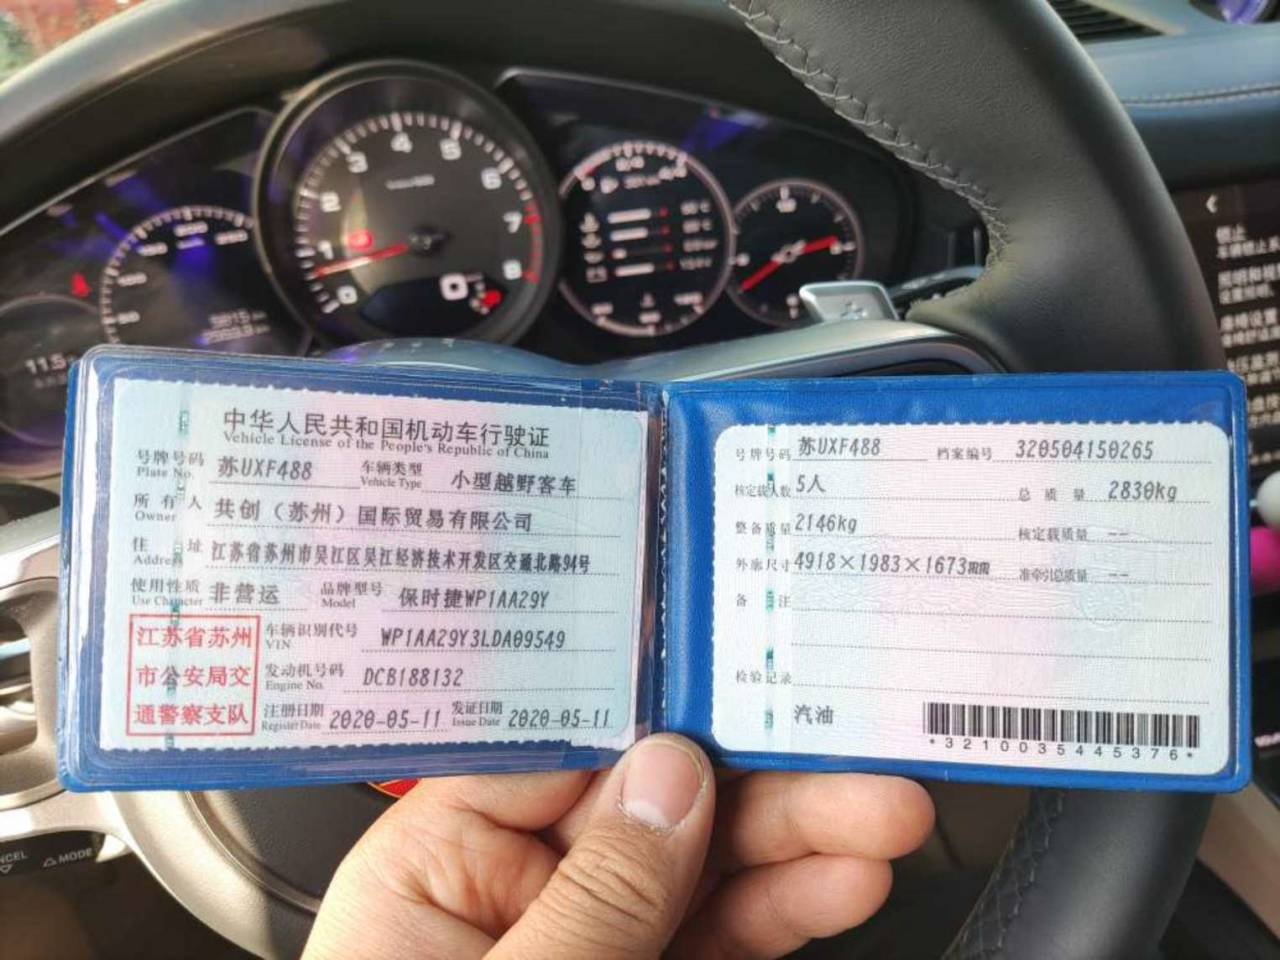 中华人民共和国机动车行驶证
Vehicle License of the People's Republic of China
号牌号码 苏UXF488 车辆类型 小型越野客车
Plate No. Vehicle Type
所有人 共创（苏州）国际贸易有限公司
Owner
住址 江苏省苏州市吴江区吴江经济技术开发区交通北路94号
Address
使用性质 非营运 品牌型号 保时捷WP1AA29Y
Use Character Model
江苏省苏州
市公安局交
通警察支队
车辆识别代号 WP1AA29Y3LDA09549
VIN
发动机号码 DCB188132
Engine No.
注册日期 2020-05-11 发证日期 2020-05-11
Register Date Issue Date
号牌号码 苏UXF488 档案编号 320504150265
核定载人数 5人 总质量 2830kg
整备质量 2146kg 核定载质量 --
外廓尺寸 4918×1983×1673mm 准牵引总质量 --
备注
检验记录
汽油
*3210035445376*
0 1 2 3 4 5 6 7 8
MODE